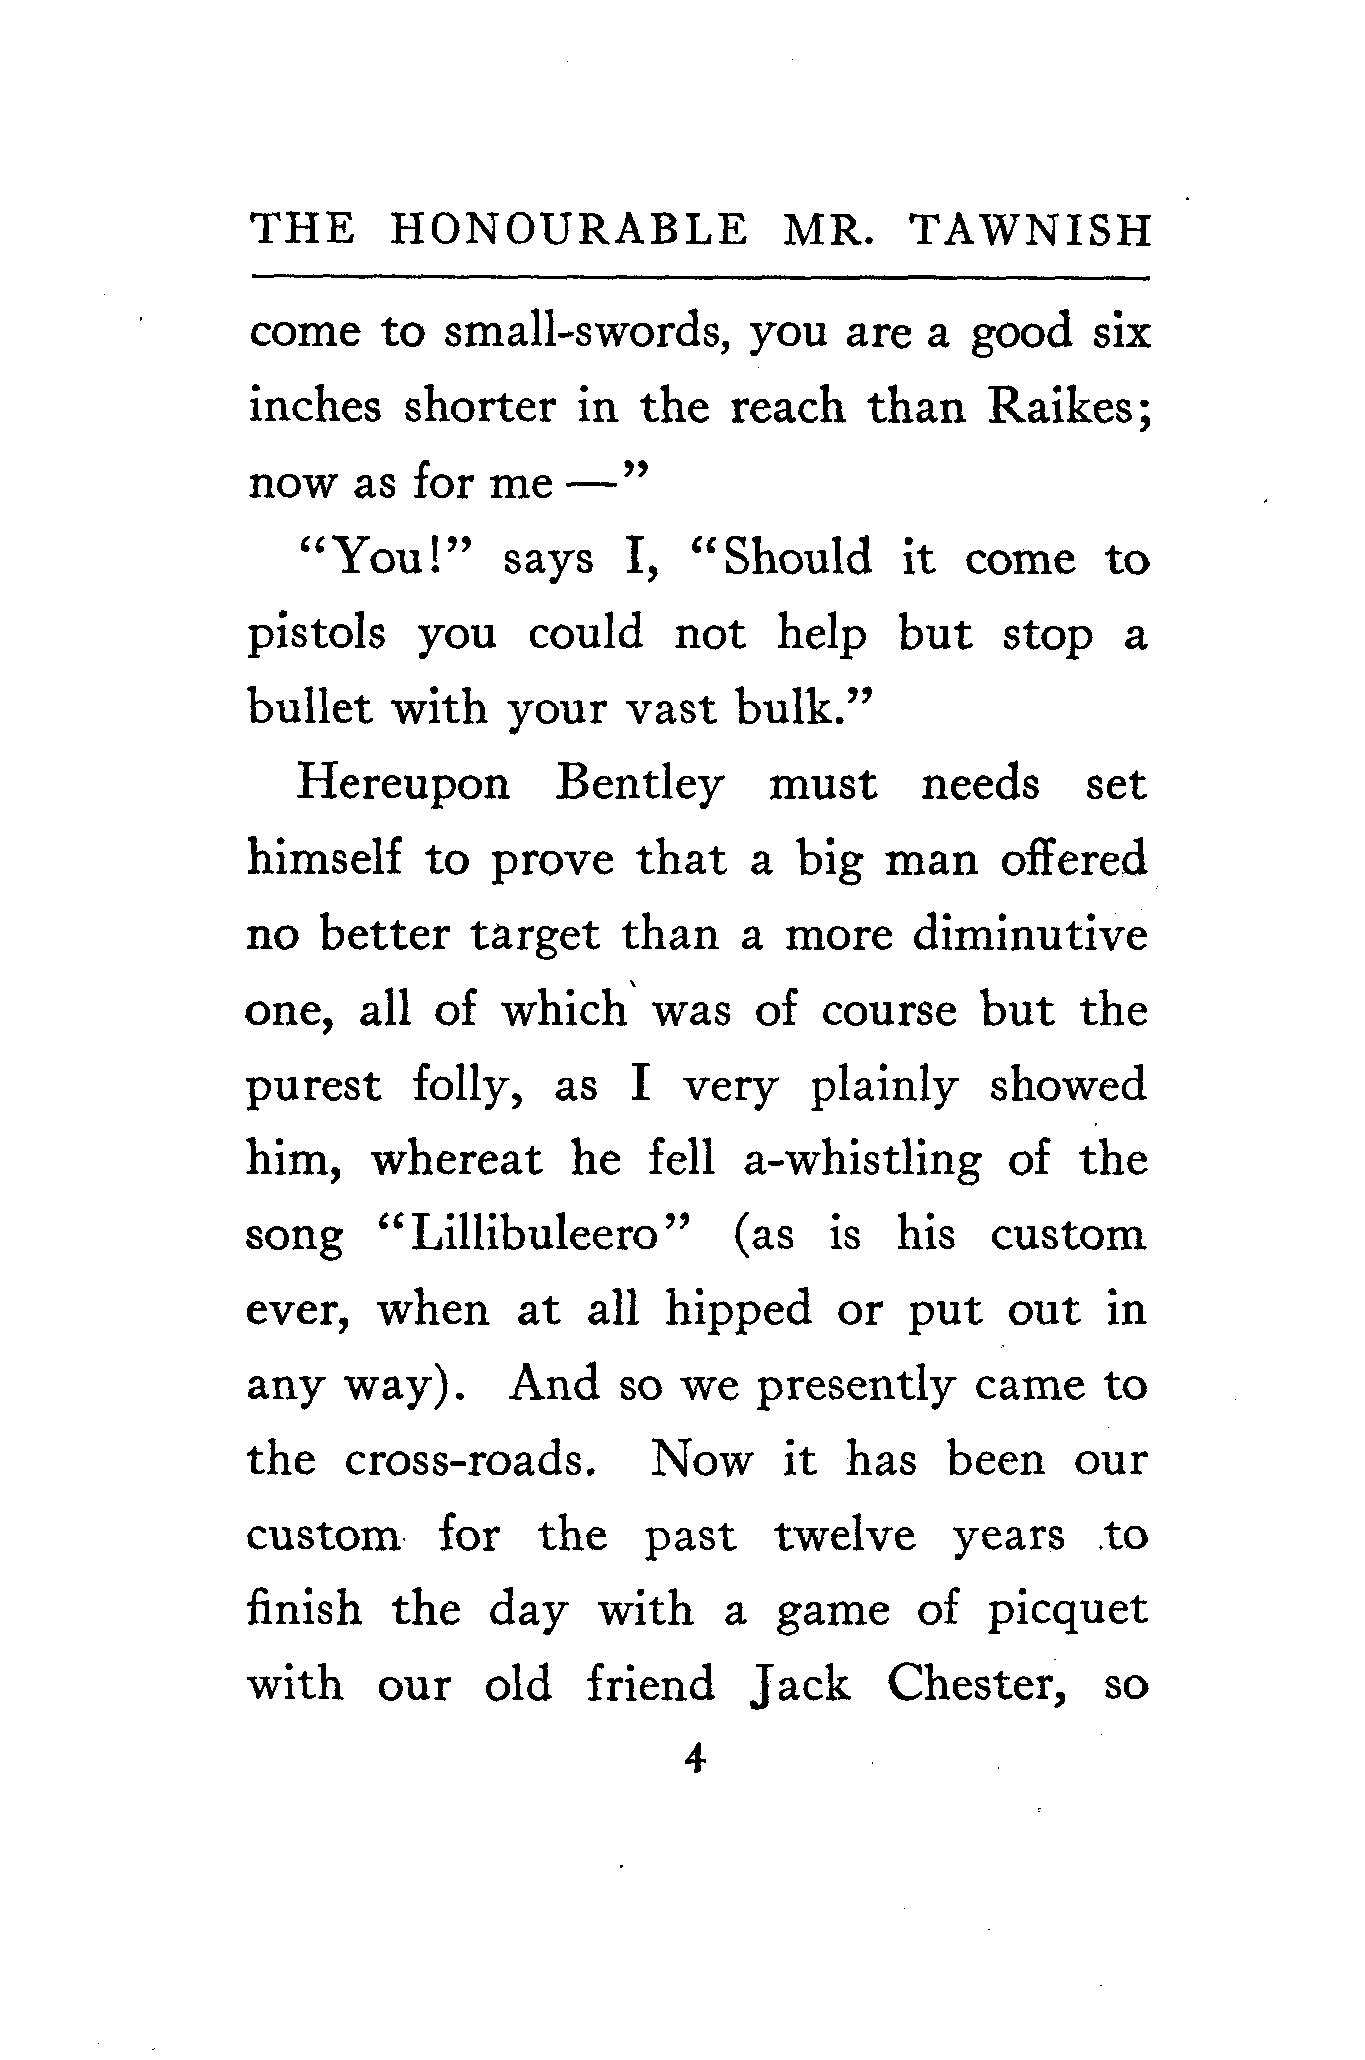 THE HONOURABLE MR. TAWNISH
come to small-swords, you are a good six
inches shorter in the reach than Raikes;
now as for me —”
“You!” says I, “Should it come to
pistols you could not help but stop a
bullet with your vast bulk.”
Hereupon Bentley must needs set
himself to prove that a big man offered
no better target than a more diminutive
one, all of which was of course but the
purest folly, as I very plainly showed
him, whereat he fell a-whistling of the
song “Lillibuleero” (as is his custom
ever, when at all hipped or put out in
any way). And so we presently came to
the cross-roads. Now it has been our
custom for the past twelve years to
finish the day with a game of picquet
with our old friend Jack Chester, so
4